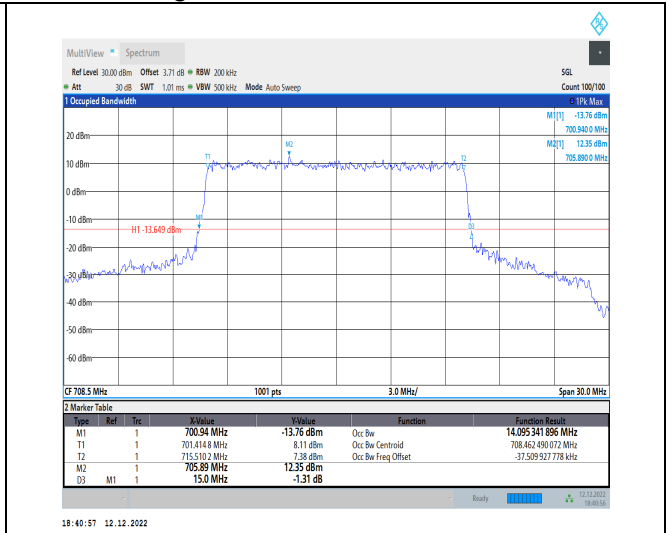 MultiView Spectrum
Ref Level 30.00 dBm Offset 3.71 dB RBW 200 kHz SGL
Att 30 dB SWT 1.01 ms VBW 500 kHz Mode Auto Sweep Count 100/100
1 Occupied Bandwidth 1Pk Max
M1[1] -13.76 dBm
700.940 0 MHz
M2[1] 12.35 dBm
705.890 0 MHz
20 dBm
M2
T1
T2
10 dBm
0 dBm
-10 dBm
M1
D3
H1 -13.649 dBm
-20 dBm
-30 dBm
-40 dBm
-50 dBm
-60 dBm
CF 708.5 MHz 1001 pts 3.0 MHz/ Span 30.0 MHz
2 Marker Table
Type Ref Trc X-Value Y-Value Function Function Result
M1 1 700.94 MHz -13.76 dBm Occ Bw 14.095 341 896 MHz
T1 1 701.414 8 MHz 8.11 dBm Occ Bw Centroid 708.462 490 072 MHz
T2 1 715.510 2 MHz 7.38 dBm Occ Bw Freq Offset -37.509 927 778 kHz
M2 1 705.89 MHz 12.35 dBm
D3 M1 1 15.0 MHz -1.31 dB
Ready 12.12.2022
18:40:56
18:40:57 12.12.2022